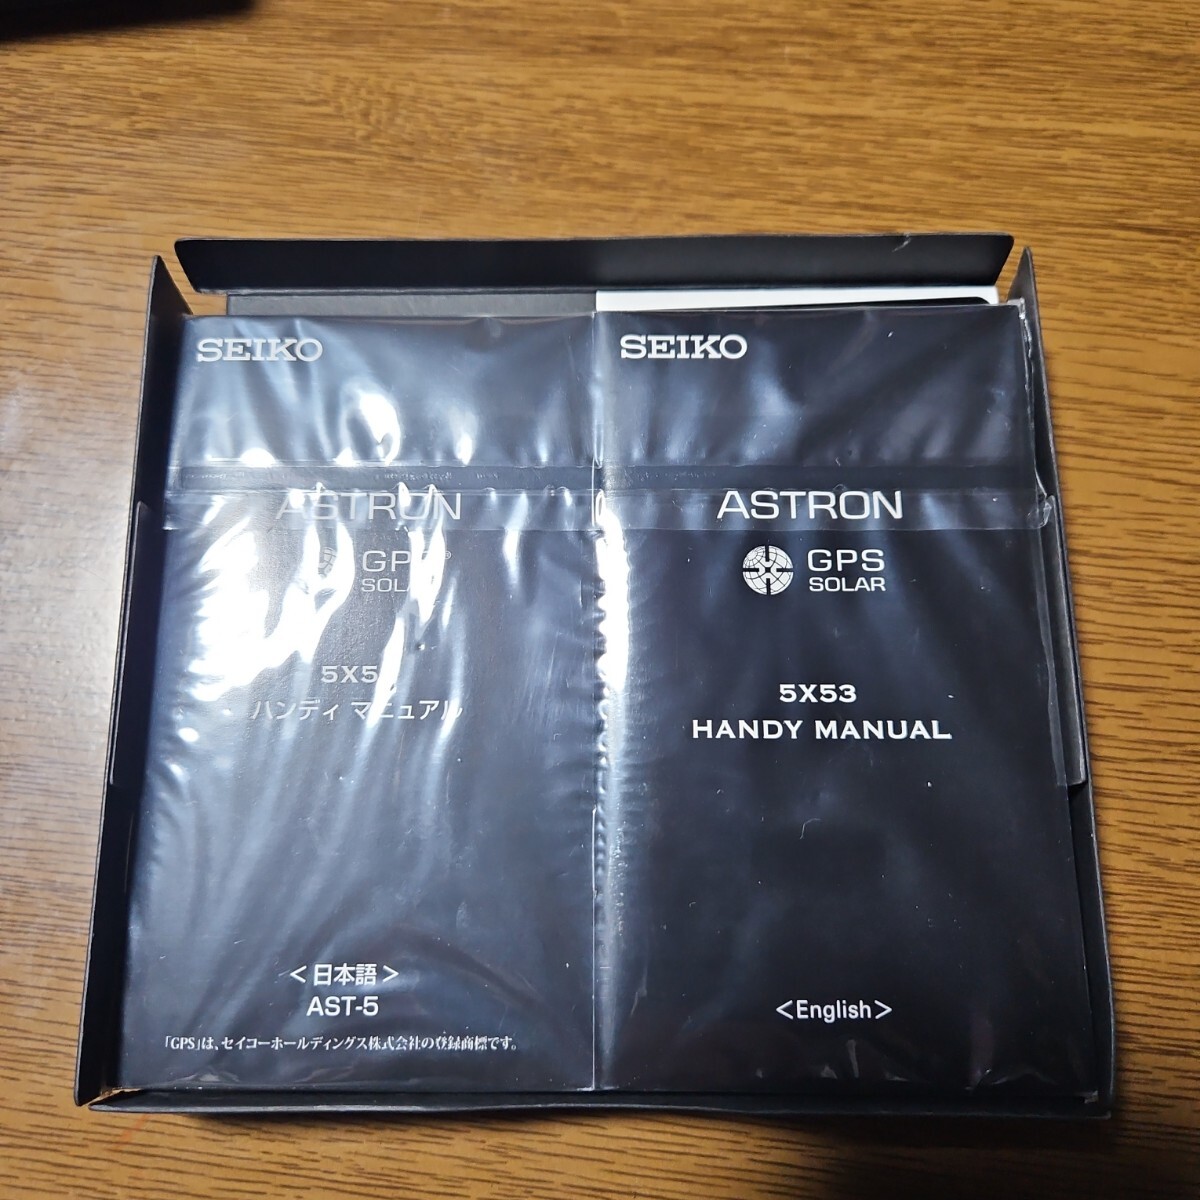 SEIKO
ASTRON
GPS®
SOLAR
5X5
ハンディ マニュアル
<日本語>
AST-5
「GPS」は、セイコーホールディングス株式会社の登録商標です。
SEIKO
ASTRON
GPS
SOLAR
5X53
HANDY MANUAL
<English>